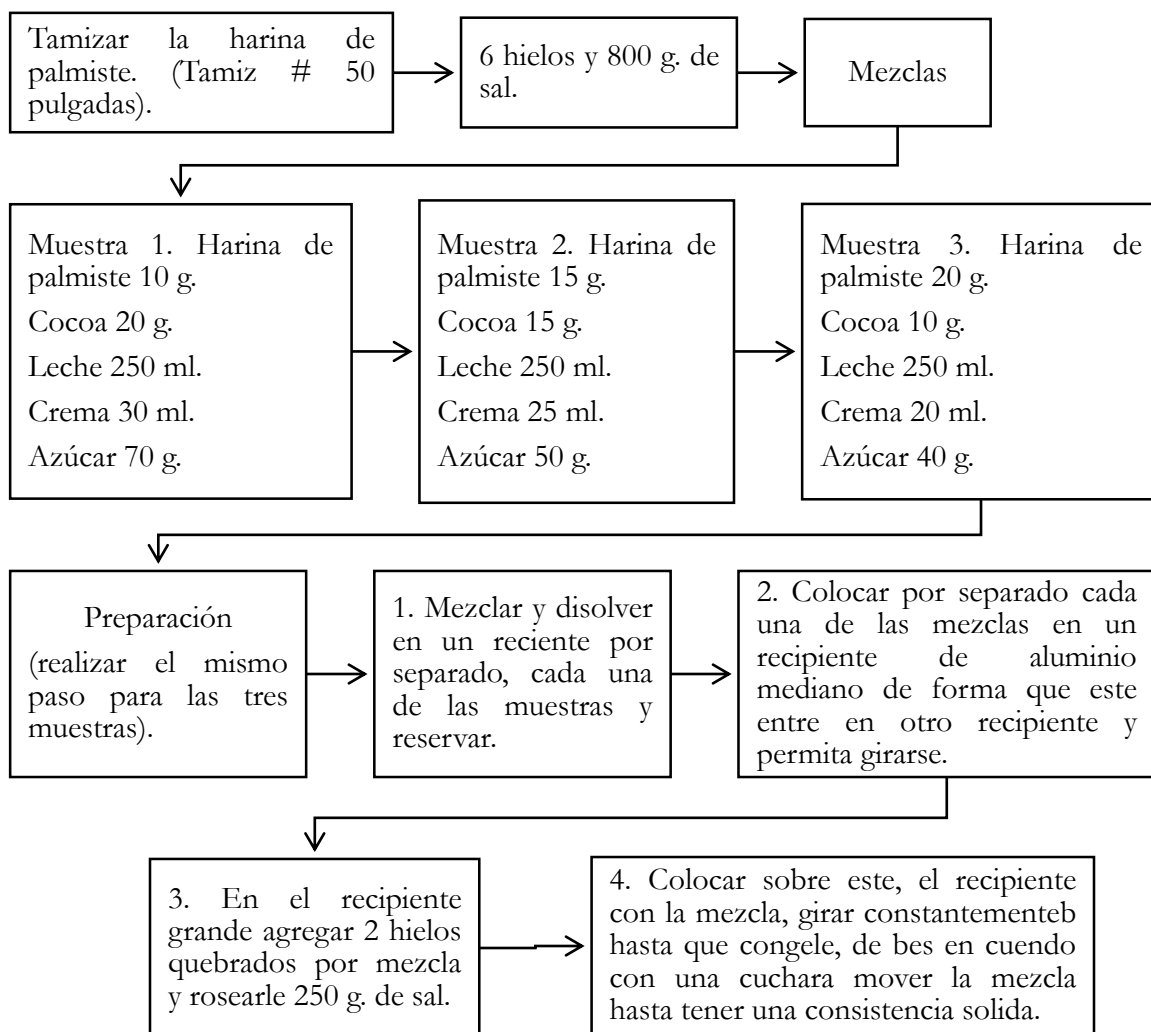 Tamizar la harina de
palmiste. (Tamiz # 50
pulgadas).
6 hielos y 800 g. de
sal.
Mezclas
Muestra 1. Harina de
palmiste 10 g.
Cocoa 20 g.
Leche 250 ml.
Crema 30 ml.
Azúcar 70 g.
Muestra 2. Harina de
palmiste 15 g.
Cocoa 15 g.
Leche 250 ml.
Crema 25 ml.
Azúcar 50 g.
Muestra 3. Harina de
palmiste 20 g.
Cocoa 10 g.
Leche 250 ml.
Crema 20 ml.
Azúcar 40 g.
Preparación
(realizar el mismo
paso para las tres
muestras).
1. Mezclar y disolver
en un reciente por
separado, cada una
de las muestras y
reservar.
2. Colocar por separado cada
una de las mezclas en un
recipiente de aluminio
mediano de forma que este
entre en otro recipiente y
permita girarse.
3. En el recipiente
grande agregar 2 hielos
quebrados por mezcla
y rosearle 250 g. de sal.
4. Colocar sobre este, el recipiente
con la mezcla, girar constantementeb
hasta que congele, de bes en cuendo
con una cuchara mover la mezcla
hasta tener una consistencia solida.